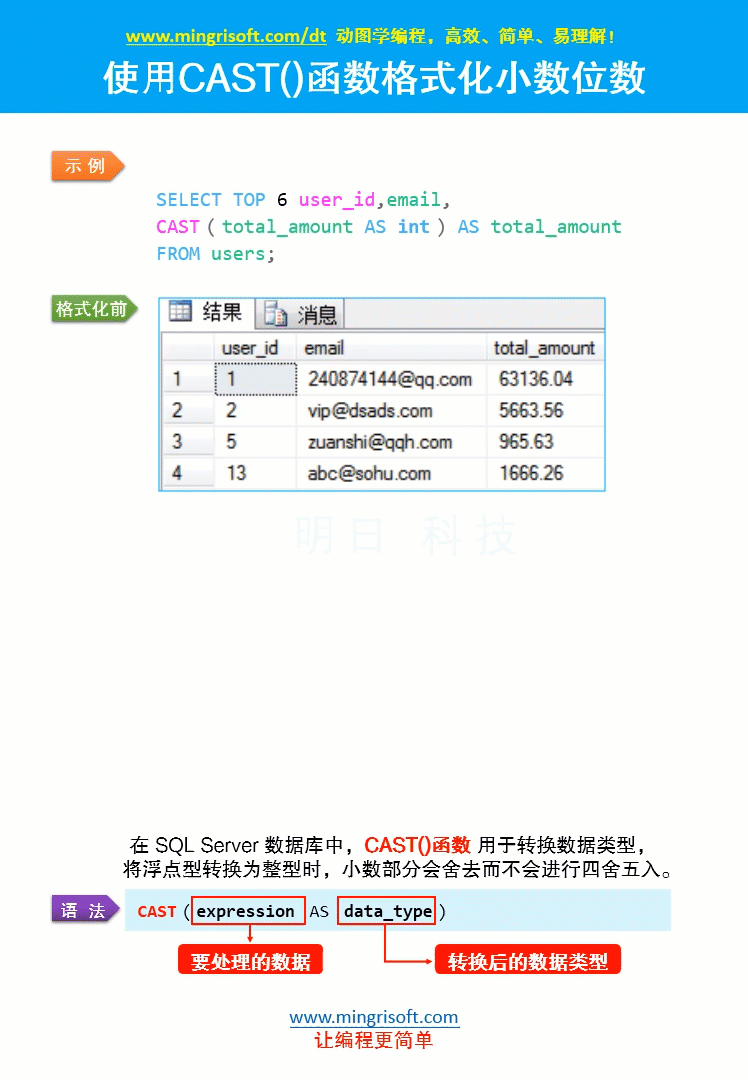 www.mingrisoft.com/dt 动图学编程，高效、简单、易理解！
使用CAST()函数格式化小数位数
示 例
SELECT TOP 6 user_id,email,
CAST ( total_amount AS int ) AS total_amount
FROM users;
格式化前
结果 消息
user_id email total_amount
1 1 240874144@qq.com 63136.04
2 2 vip@dsads.com 5663.56
3 5 zuanshi@qqh.com 965.63
4 13 abc@sohu.com 1666.26
明日 科技
在 SQL Server 数据库中，CAST()函数 用于转换数据类型，
将浮点型转换为整型时，小数部分会舍去而不会进行四舍五入。
语 法
CAST ( expression AS data_type )
要处理的数据 转换后的数据类型
www.mingrisoft.com
让编程更简单